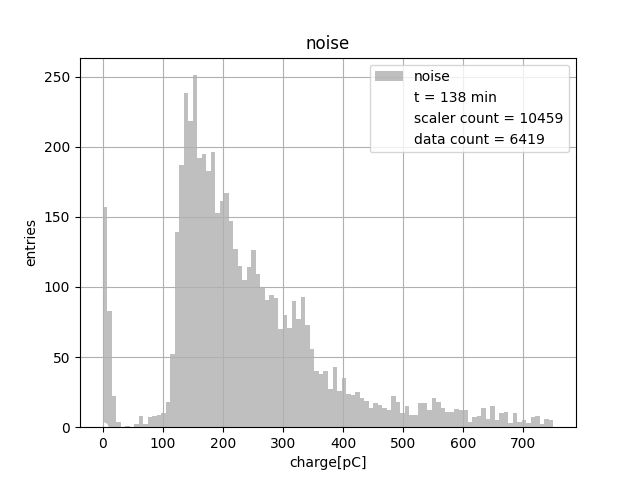 noise
250
200
150
100
50
0
entries
noise
t = 138 min
scaler count = 10459
data count = 6419
0 100 200 300 400 500 600 700
charge[pC]